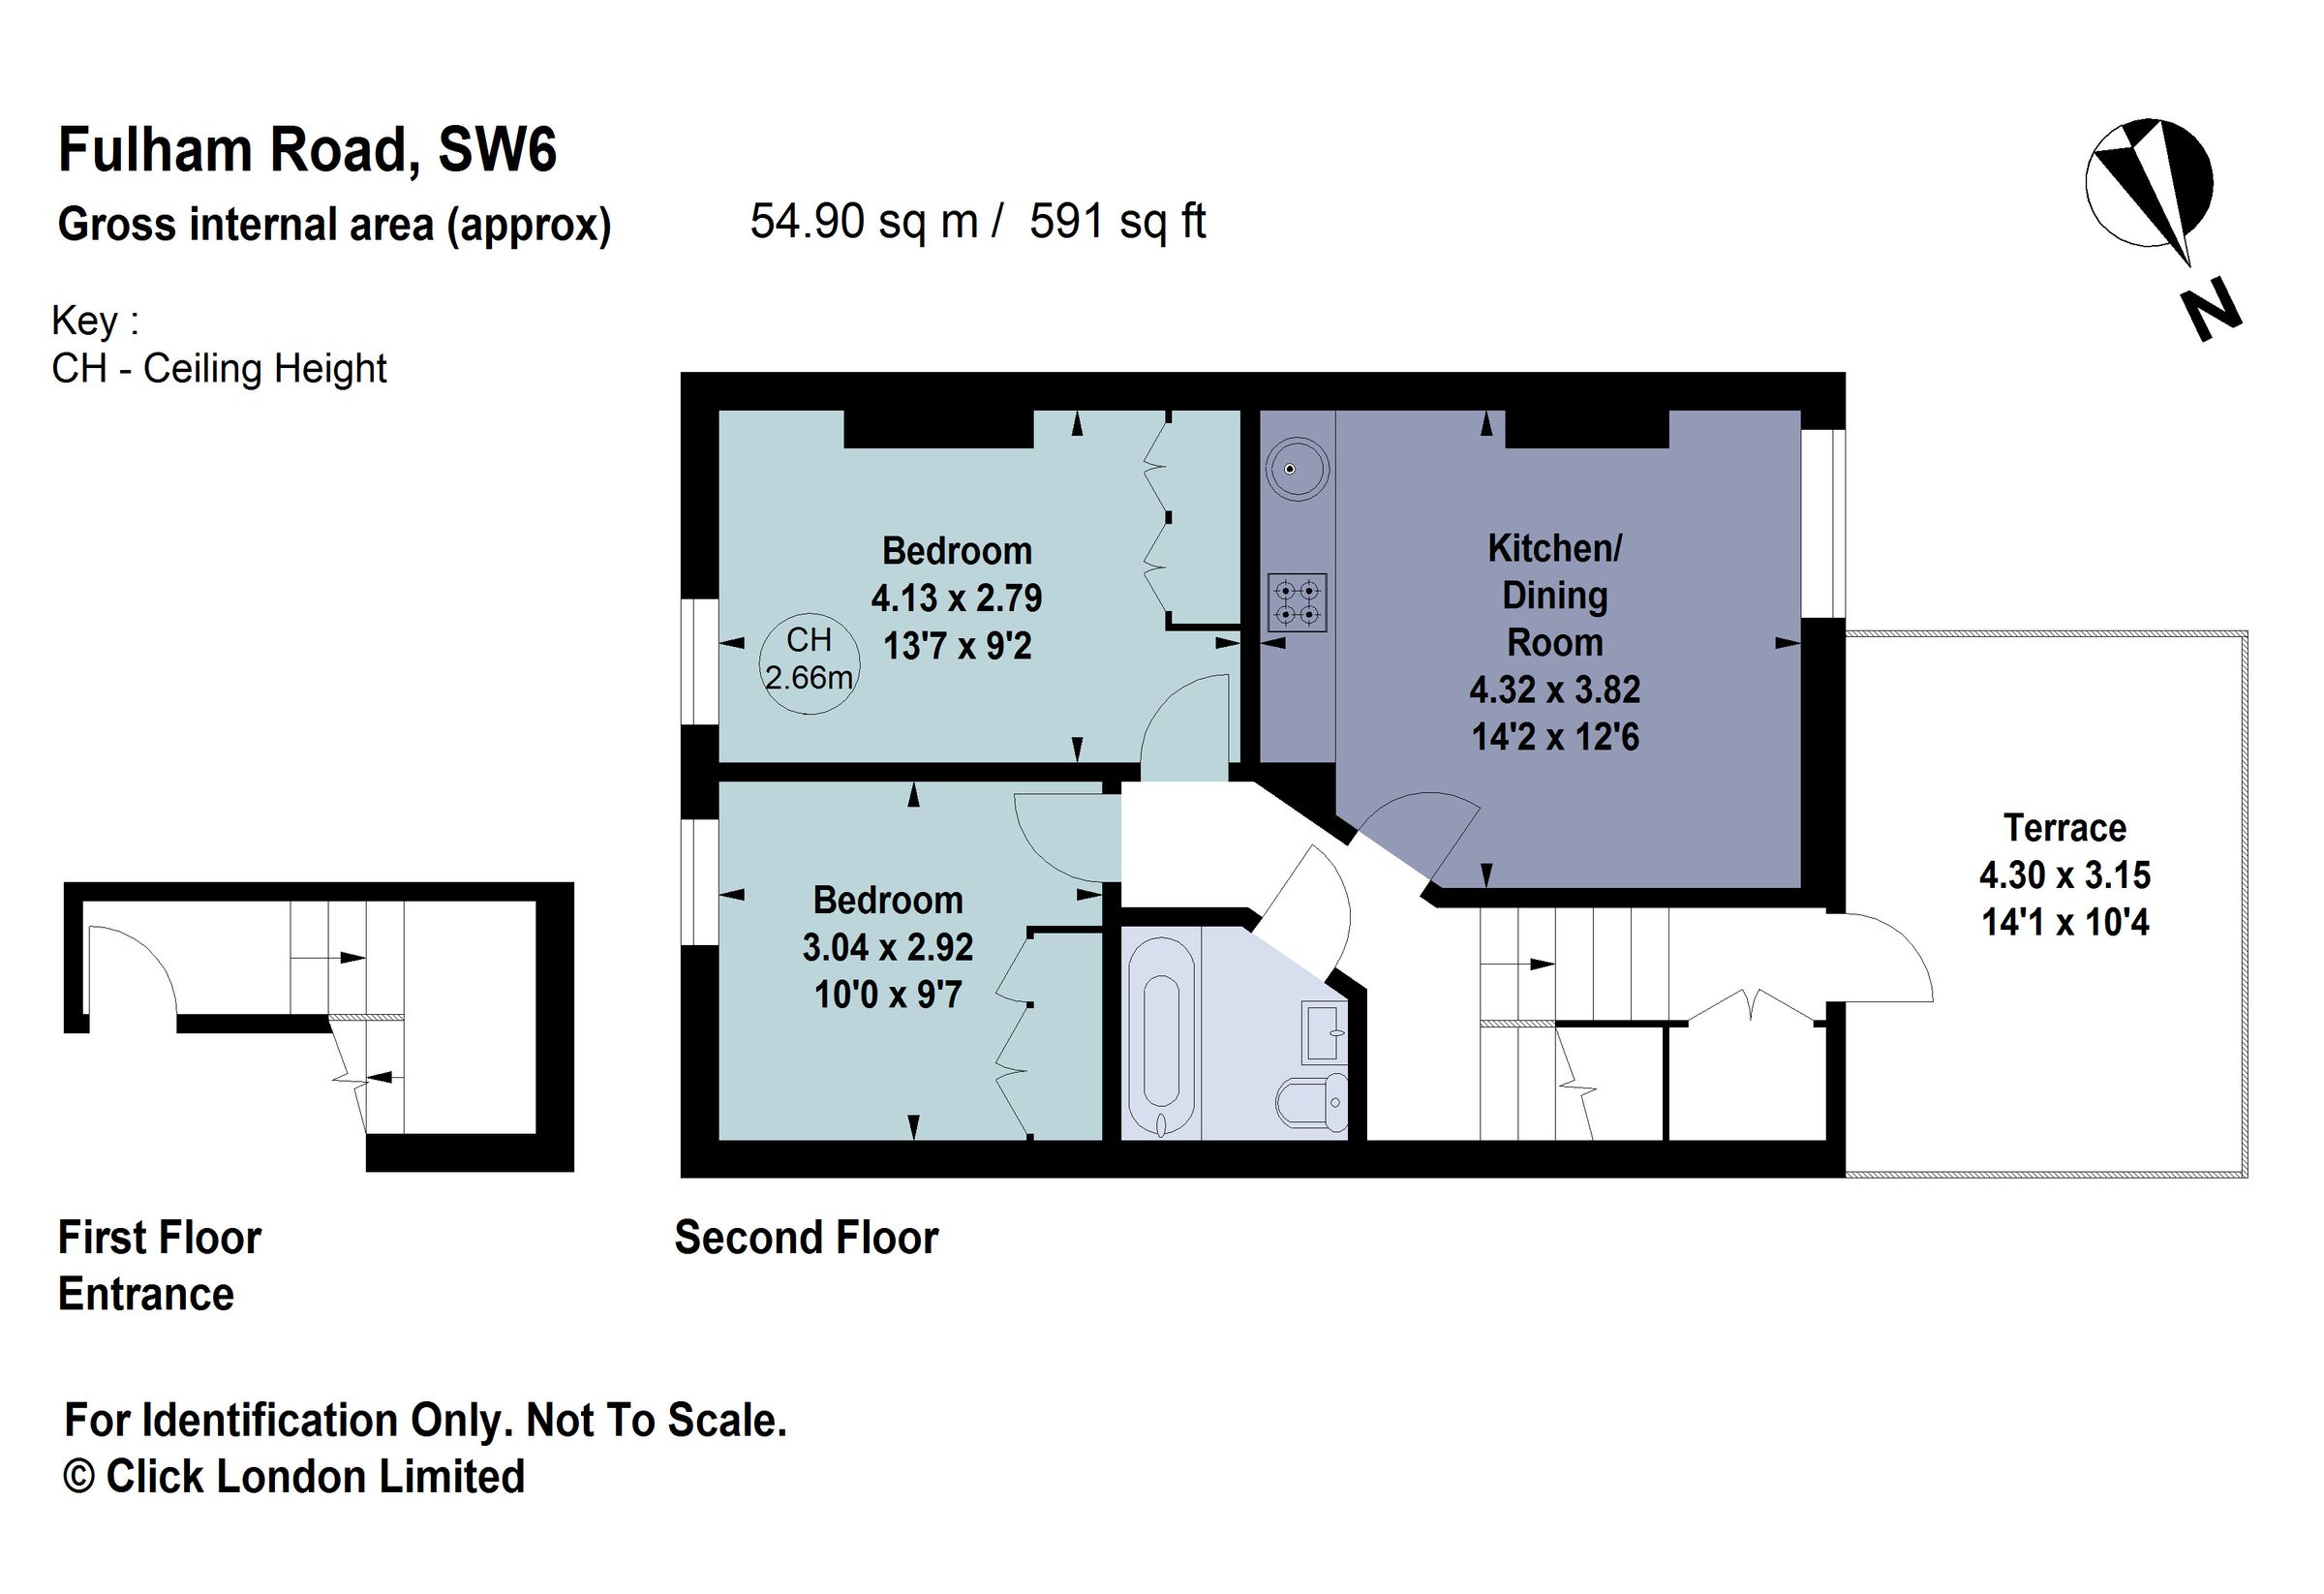 Fulham Road, SW6
Gross internal area (approx) 54.90 sq m / 591 sq ft
Key :
CH - Ceiling Height
N
Bedroom
4.13 x 2.79
13'7 x 9'2
CH
2.66m
Kitchen/
Dining
Room
4.32 x 3.82
14'2 x 12'6
Bedroom
3.04 x 2.92
10'0 x 9'7
Terrace
4.30 x 3.15
14'1 x 10'4
First Floor
Entrance
Second Floor
For Identification Only. Not To Scale.
© Click London Limited